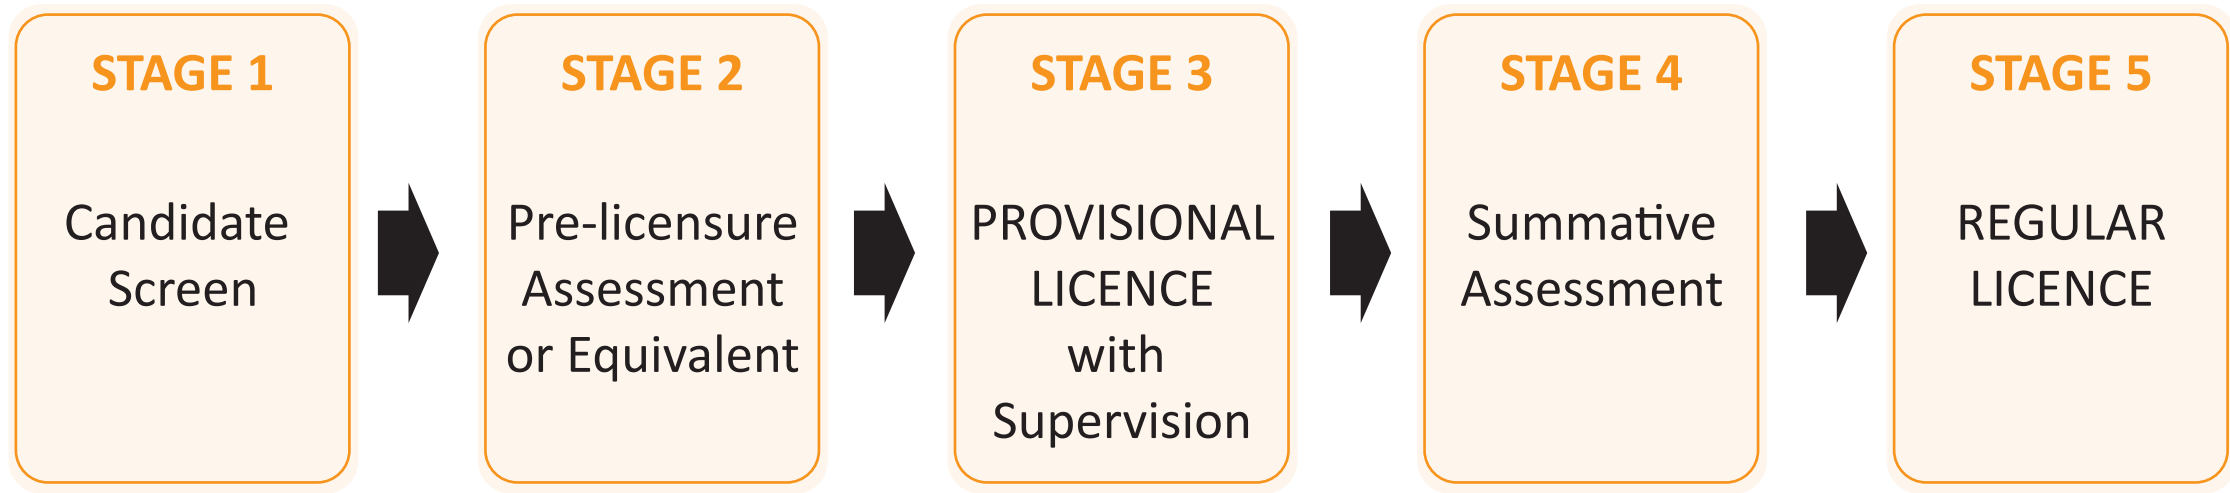 STAGE 1
Candidate
Screen
STAGE 2
Pre-licensure
Assessment
or Equivalent
STAGE 3
PROVISIONAL
LICENCE
with
Supervision
STAGE 4
Summative
Assessment
STAGE 5
REGULAR
LICENCE